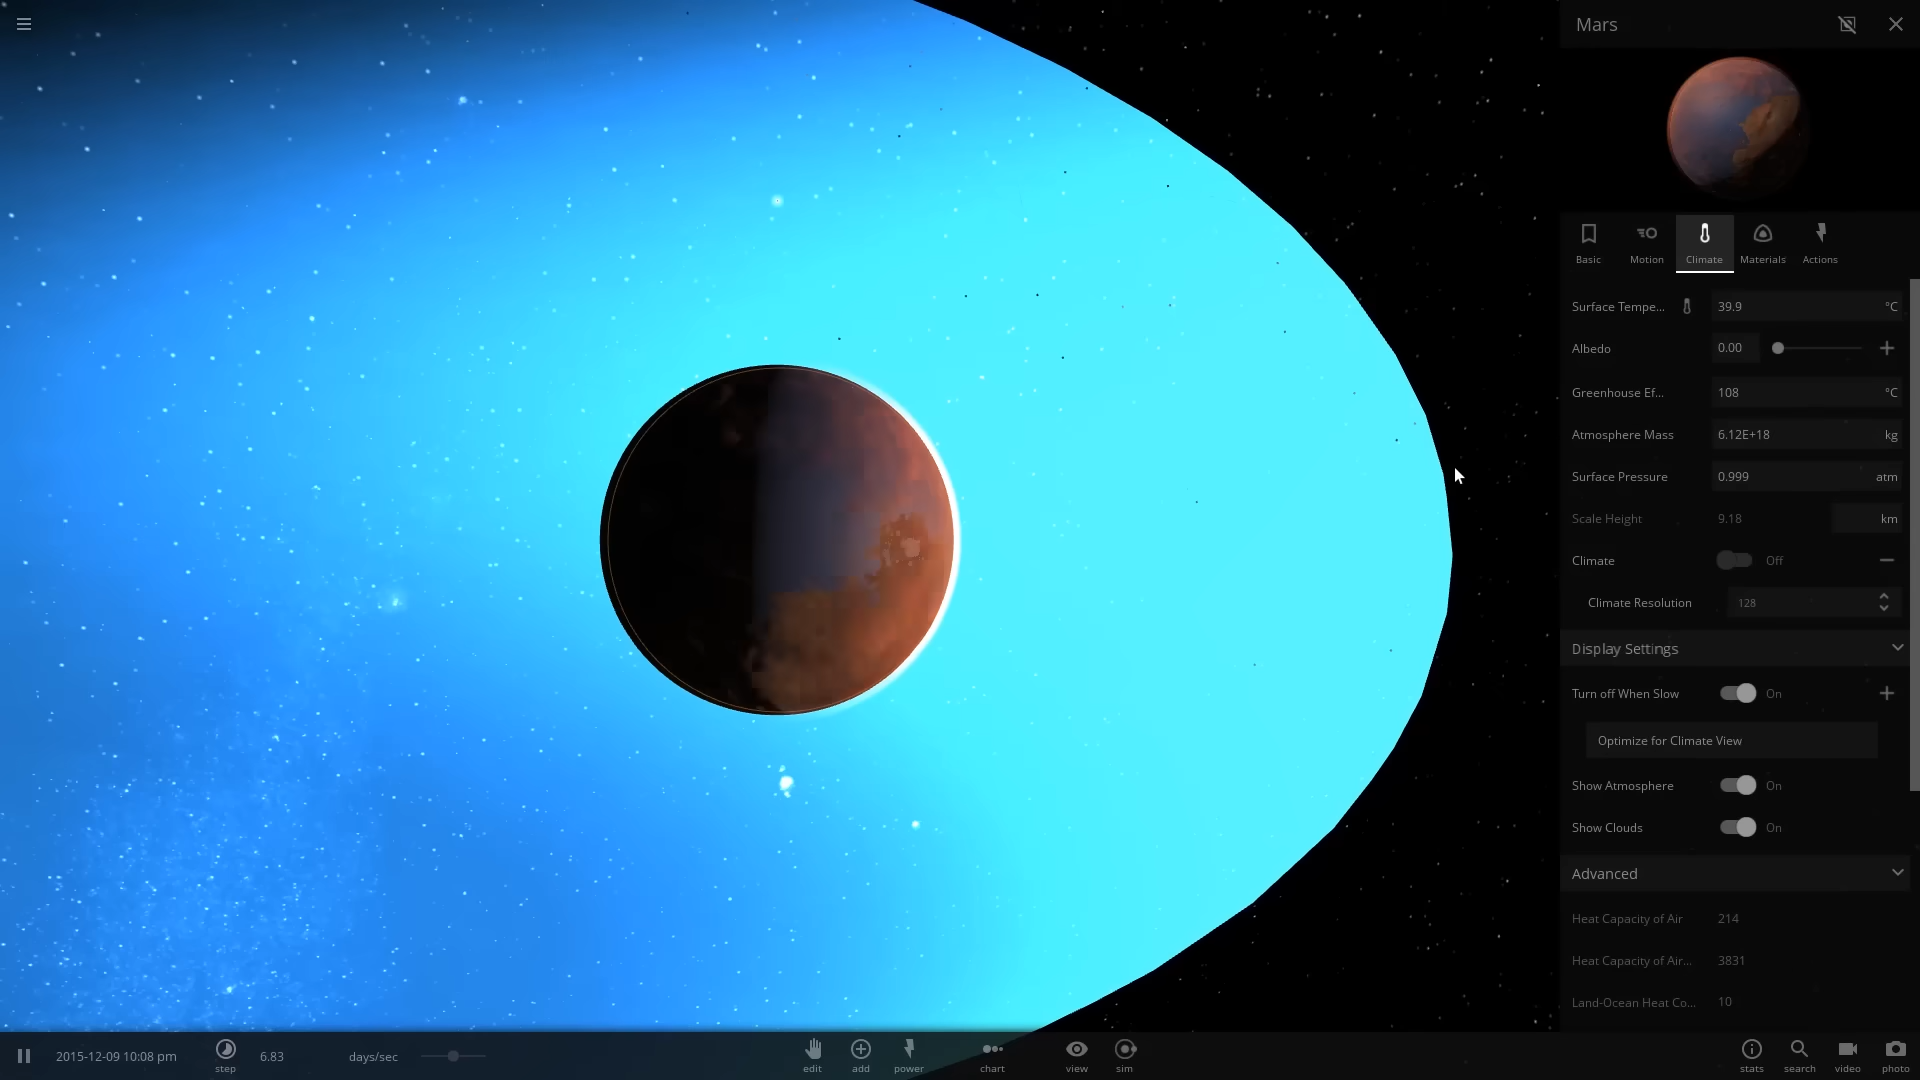 Mars
Basic Motion Climate Materials Actions
Surface Tempe... 39.9 °C
Albedo 0.00
Greenhouse Ef... 108 °C
Atmosphere Mass 6.12E+18 kg
Surface Pressure 0.999 atm
Scale Height 9.18 km
Climate Off
Climate Resolution 128
Display Settings
Turn off When Slow On
Optimize for Climate View
Show Atmosphere On
Show Clouds On
Advanced
Heat Capacity of Air 214
Heat Capacity of Air... 3831
Land-Ocean Heat Co... 10
2015-12-09 10:08 pm step 6.83 days/sec edit add power chart view sim stats search video photo